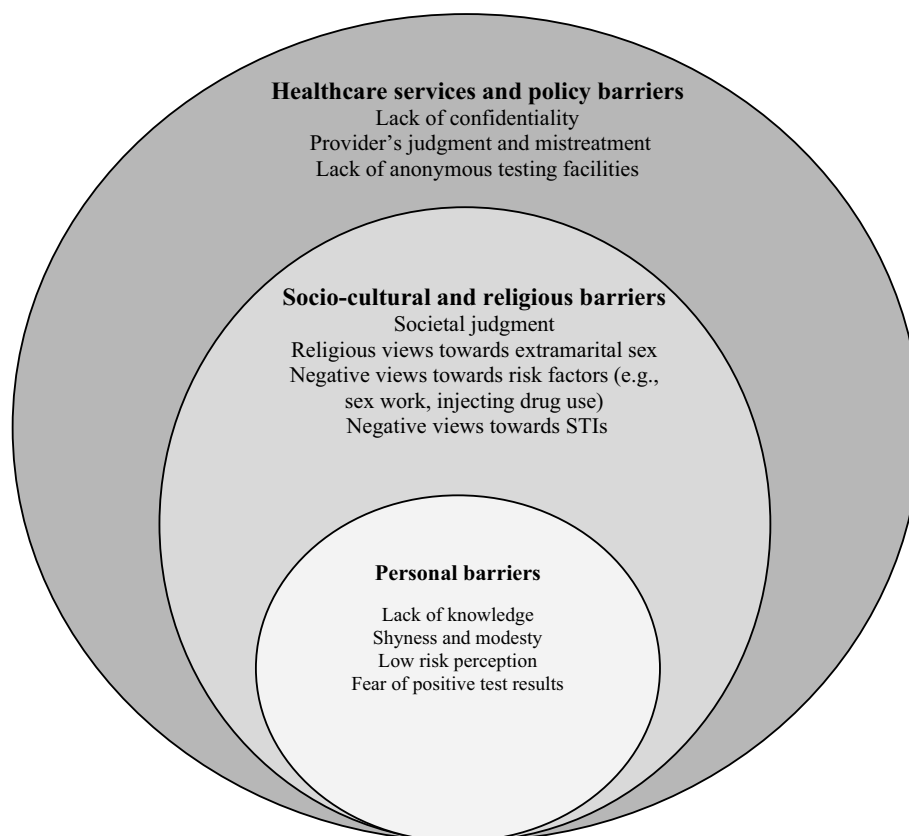 Healthcare services and policy barriers
Lack of confidentiality
Provider’s judgment and mistreatment
Lack of anonymous testing facilities
Socio-cultural and religious barriers
Societal judgment
Religious views towards extramarital sex
Negative views towards risk factors (e.g.,
sex work, injecting drug use)
Negative views towards STIs
Personal barriers
Lack of knowledge
Shyness and modesty
Low risk perception
Fear of positive test results